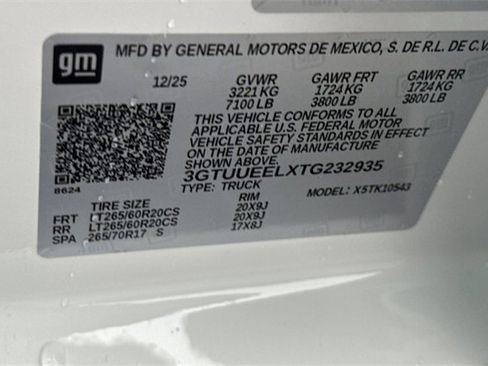 gm
MFD BY GENERAL MOTORS DE MEXICO, S. DE R.L. DE C.V.
12/25 GVWR GAWR FRT GAWR RR
3221 KG 1724 KG 1724 KG
7100 LB 3800 LB 3800 LB
THIS VEHICLE CONFORMS TO ALL
APPLICABLE U.S. FEDERAL MOTOR
VEHICLE SAFETY STANDARDS IN EFFECT
ON THE DATE OF MANUFACTURE
SHOWN ABOVE.
3GTUUEELXTG232935
8624 TYPE: TRUCK MODEL: X5TK10543
TIRE SIZE RIM
FRT LT265/60R20CS 20X9J
RR LT265/60R20CS 20X9J
SPA 265/70R17 S 17X8J